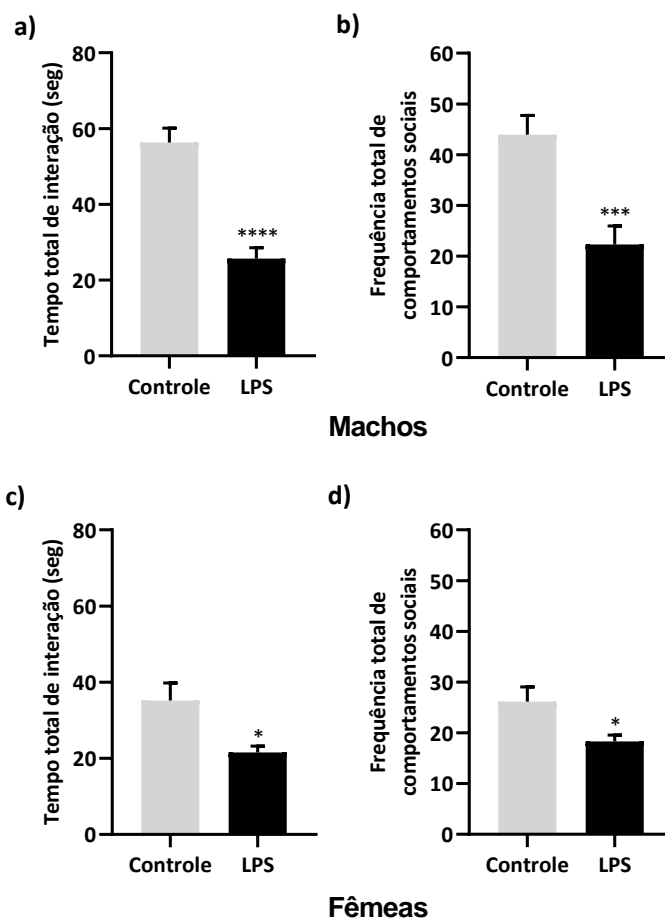 a)
Tempo total de interação (seg)
80
60
40
20
0
****
Controle LPS
b)
Frequência total de
comportamentos sociais
60
50
40
30
20
10
0
***
Controle LPS
Machos
c)
Tempo total de interação (seg)
80
60
40
20
0
*
Controle LPS
d)
Frequência total de
comportamentos sociais
60
50
40
30
20
10
0
*
Controle LPS
Fêmeas